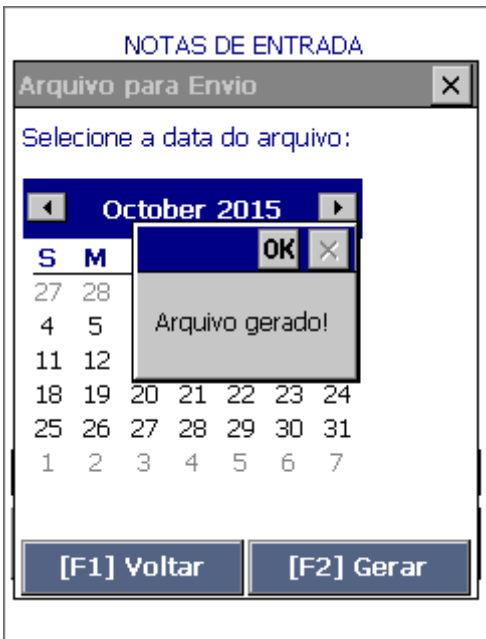 NOTAS DE ENTRADA
Arquivo para Envio
Selecione a data do arquivo:
October 2015
OK
S M
27 28
4 5 Arquivo gerado!
11 12
18 19 20 21 22 23 24
25 26 27 28 29 30 31
1 2 3 4 5 6 7
[F1] Voltar [F2] Gerar